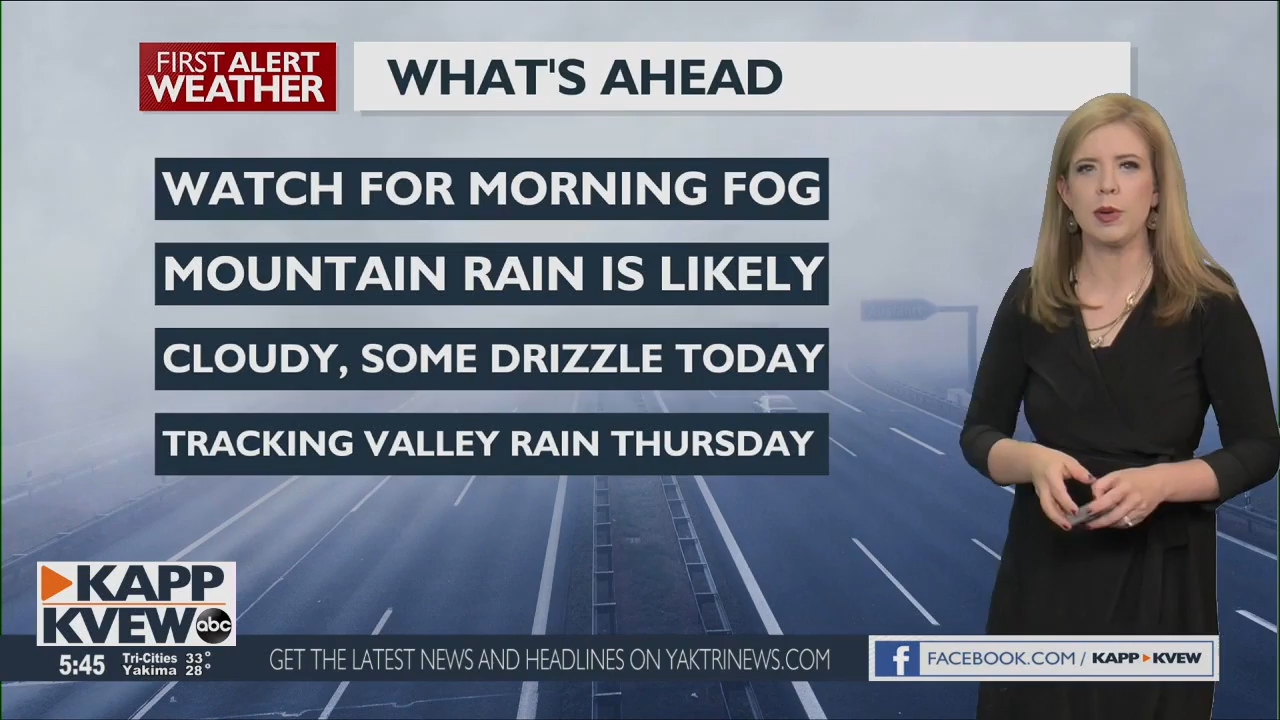 FIRST ALERT
WEATHER
WHAT'S AHEAD
WATCH FOR MORNING FOG
MOUNTAIN RAIN IS LIKELY
CLOUDY, SOME DRIZZLE TODAY
TRACKING VALLEY RAIN THURSDAY
KAPP
KVEW abc
5:45
Tri-Cities 33°
Yakima 28°
GET THE LATEST NEWS AND HEADLINES ON YAKTRINEWS.COM
f FACEBOOK.COM / KAPP KVEW